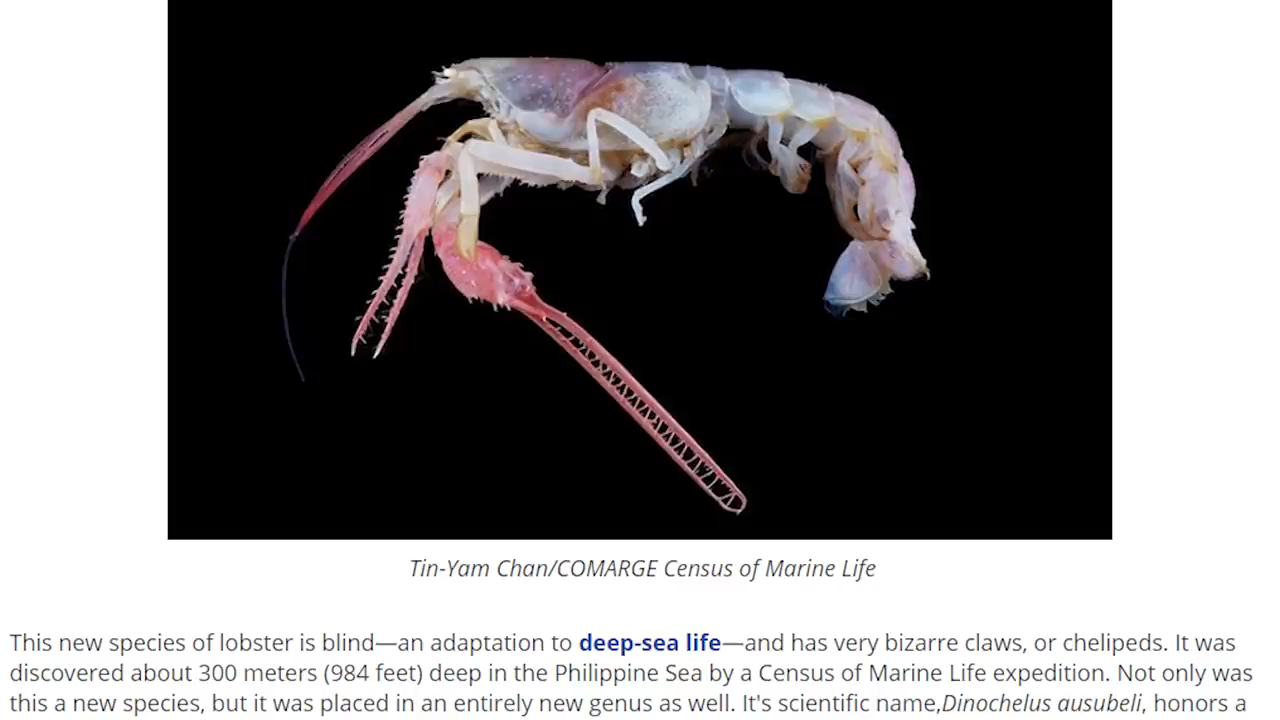 Tin-Yam Chan/COMARGE Census of Marine Life
This new species of lobster is blind—an adaptation to deep-sea life—and has very bizarre claws, or chelipeds. It was
discovered about 300 meters (984 feet) deep in the Philippine Sea by a Census of Marine Life expedition. Not only was
this a new species, but it was placed in an entirely new genus as well. It's scientific name,Dinochelus ausubeli, honors a